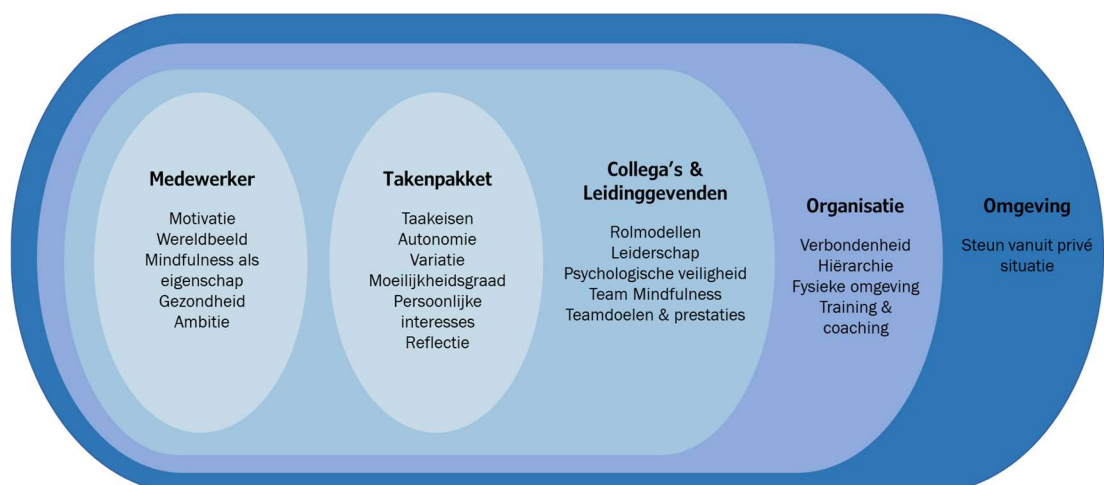 Medewerker
Motivatie
Wereldbeeld
Mindfulness als
eigenschap
Gezondheid
Ambitie
Takenpakket
Taakeisen
Autonomie
Variatie
Moeilijkheidsgraad
Persoonlijke
interesses
Reflectie
Collega's &
Leidinggevenden
Rolmodellen
Leiderschap
Psychologische veiligheid
Team Mindfulness
Teamdoelen & prestaties
Organisatie
Verbondenheid
Hiërarchie
Fysieke omgeving
Training &
coaching
Omgeving
Steun vanuit privé
situatie